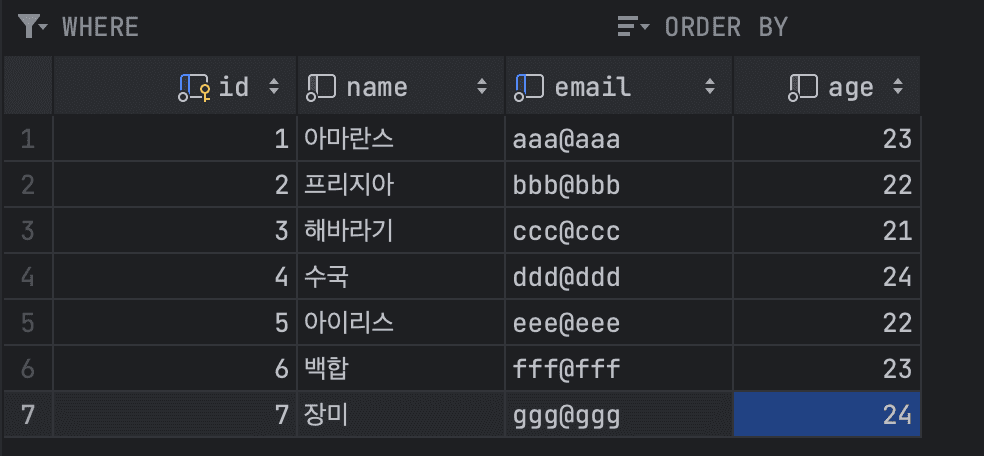 WHERE ORDER BY
id name email age
1 1 아마란스 aaa@aaa 23
2 2 프리지아 bbb@bbb 22
3 3 해바라기 ccc@ccc 21
4 4 수국 ddd@ddd 24
5 5 아이리스 eee@eee 22
6 6 백합 fff@fff 23
7 7 장미 ggg@ggg 24